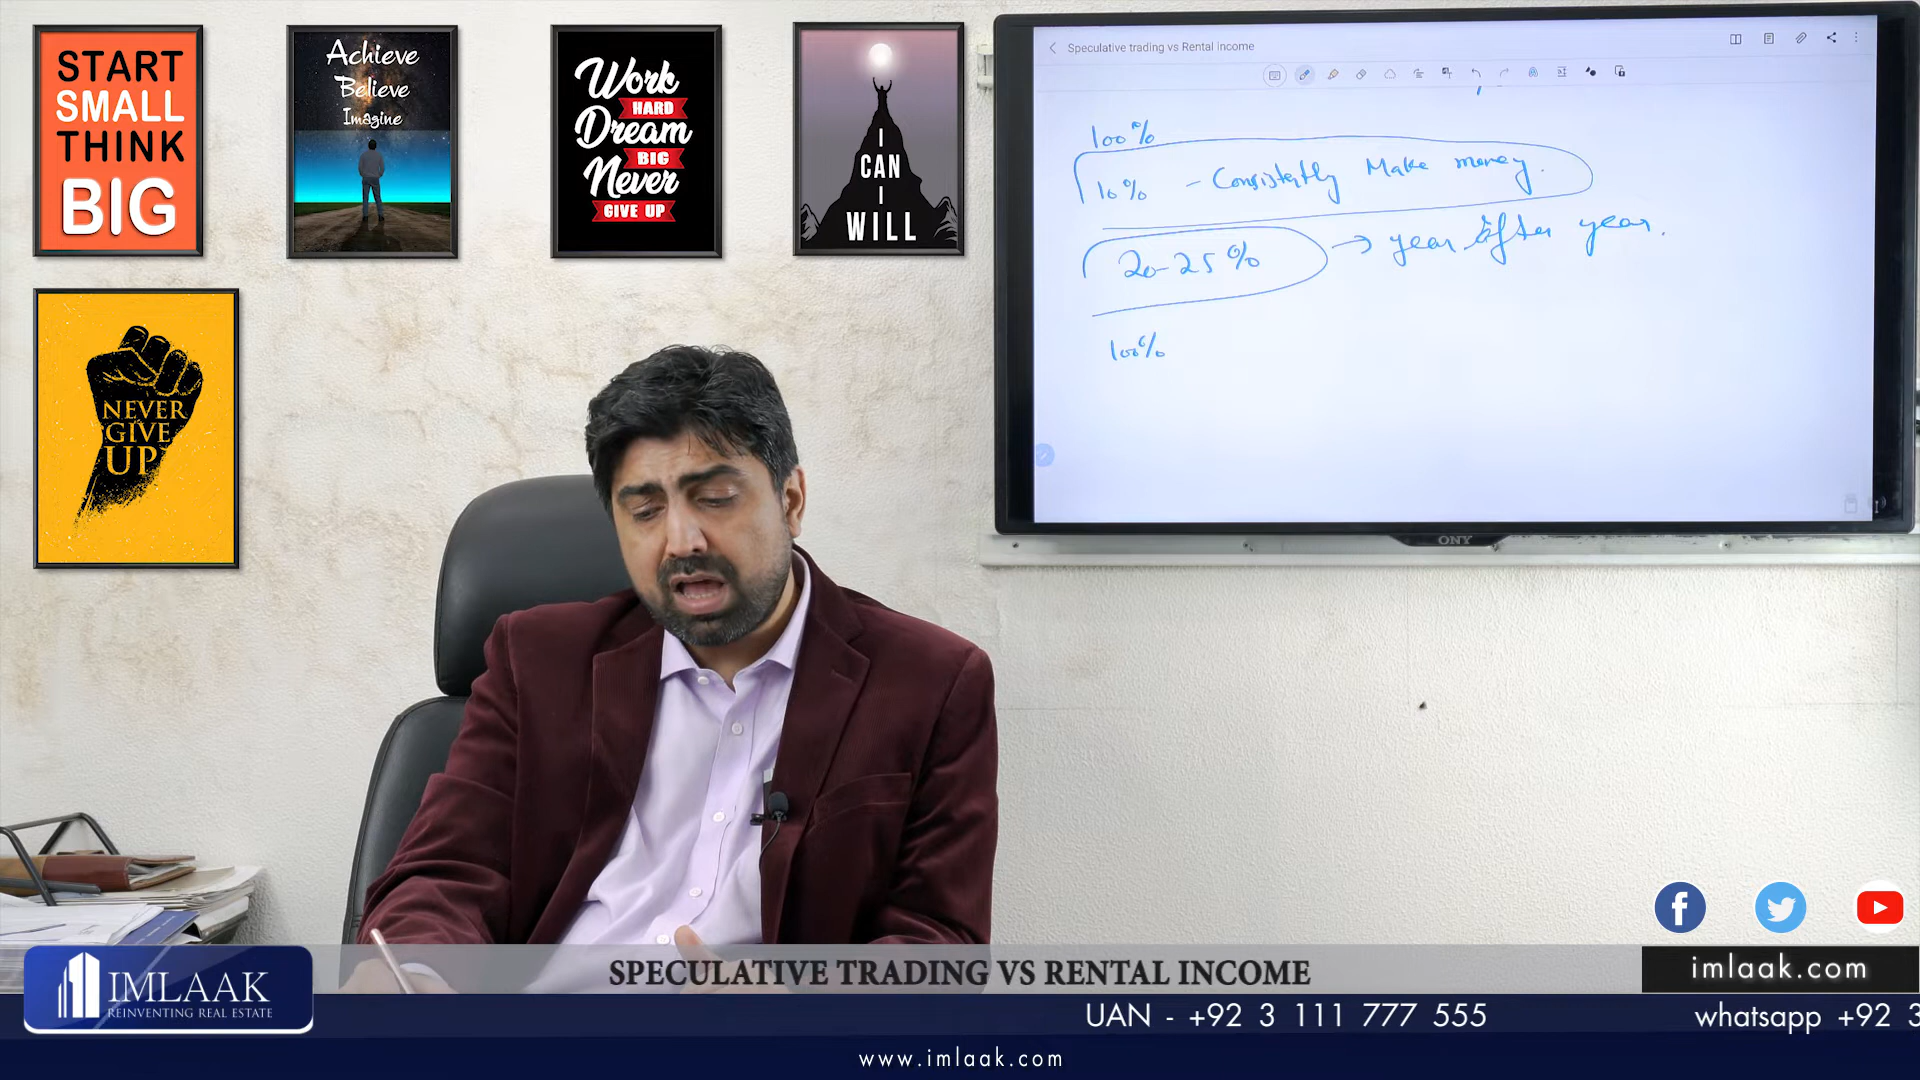 START
SMALL
THINK
BIG
Achieve
Believe
Imagine
Work
HARD
Dream
BIG
Never
GIVE UP
I
CAN
I
WILL
NEVER
GIVE
UP
Speculative trading vs Rental income
100%
10% - Consistently Make money.
20-25% → year after year.
100%
ONY
SPECULATIVE TRADING VS RENTAL INCOME
IMLAAK
REINVENTING REAL ESTATE
imlaak.com
UAN - +92 3 111 777 555
whatsapp +92 3
www.imlaak.com